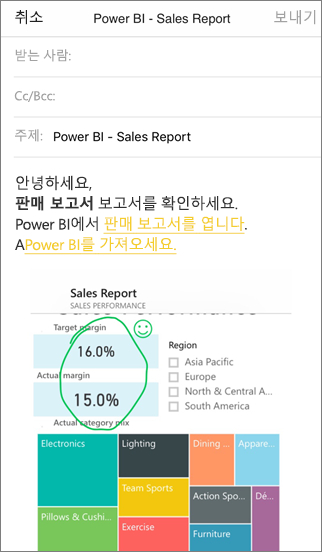 취소 Power BI - Sales Report 보내기
받는 사람:
Cc/Bcc:
주제: Power BI - Sales Report
안녕하세요,
판매 보고서 보고서를 확인하세요.
Power BI에서 판매 보고서를 엽니다.
APower BI를 가져오세요.
Sales Report
SALES PERFORMANCE
Target margin
16.0%
Actual margin
15.0%
Actual category mix
Region
Asia Pacific
Europe
North & Central A...
South America
Electronics
Lighting
Dining ...
Appare...
Team Sports
Action Spo...
Dé...
Pillows & Cushi...
Exercise
Furniture